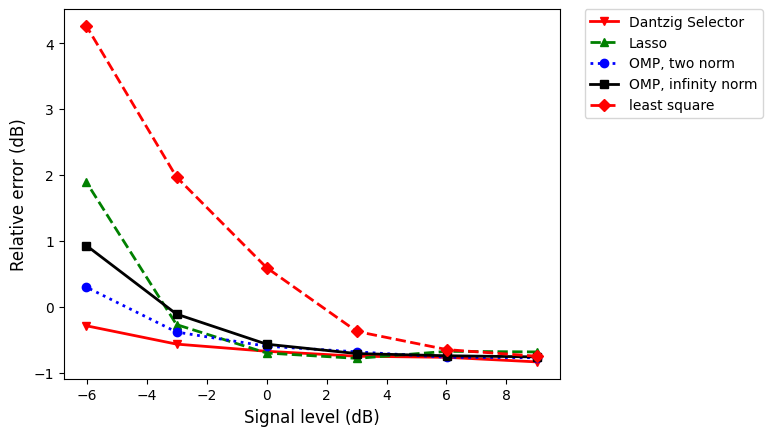 Dantzig Selector
Lasso
OMP, two norm
OMP, infinity norm
least square
Relative error (dB)
4
3
2
1
0
−1
−6
−4
−2
0
2
4
6
8
Signal level (dB)